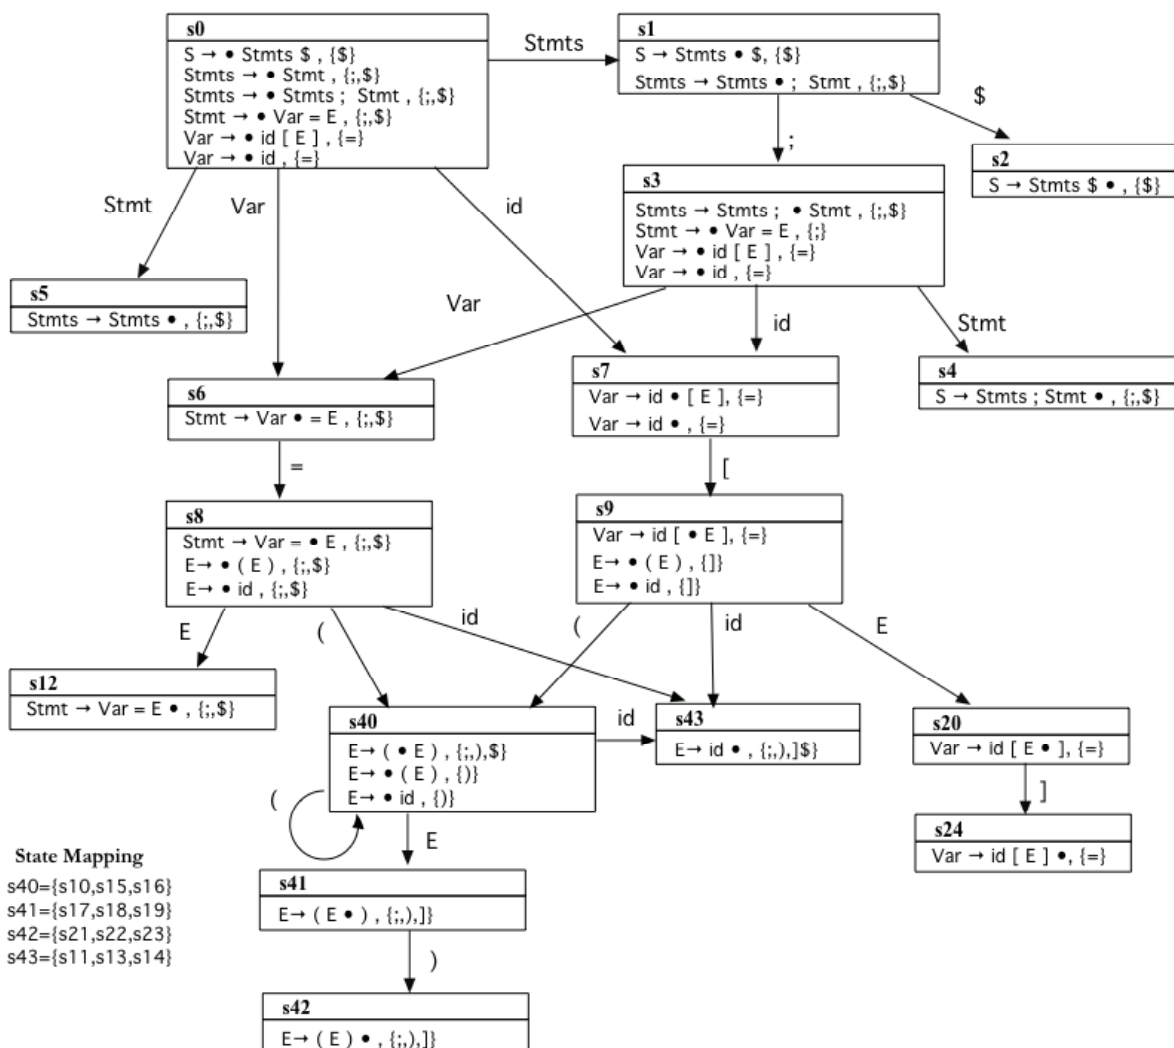 s0
S → • Stmts $ , {$}
Stmts → • Stmt , {;,$}
Stmts → • Stmts ; Stmt , {;,$}
Stmt → • Var = E , {;,$}
Var → • id [ E ] , {=}
Var → • id , {=}
Stmts
s1
S → Stmts • $, {$}
Stmts → Stmts • ; Stmt , {;,$}
$
;
s2
S → Stmts $ • , {$}
s3
Stmts → Stmts ; • Stmt , {;,$}
Stmt → • Var = E , {;}
Var → • id [ E ] , {=}
Var → • id , {=}
Stmt
Var
id
s5
Stmts → Stmts • , {;,$}
Var
id
Stmt
s6
Stmt → Var • = E , {;,$}
s7
Var → id • [ E ], {=}
Var → id • , {=}
s4
S → Stmts ; Stmt • , {;,$}
=
[
s8
Stmt → Var = • E , {;,$}
E→ • ( E ) , {;,$}
E→ • id , {;,$}
s9
Var → id [ • E ], {=}
E→ • ( E ) , {]}
E→ • id , {]}
E
(
id
(
id
E
s12
Stmt → Var = E • , {;,$}
s40
E→ ( • E ) , {;,),$}
E→ • ( E ) , {)}
E→ • id , {)}
id
s43
E→ id • , {;,),]$}
s20
Var → id [ E • ], {=}
]
s24
Var → id [ E ] •, {=}
(
E
State Mapping
s40={s10,s15,s16}
s41={s17,s18,s19}
s42={s21,s22,s23}
s43={s11,s13,s14}
s41
E→ ( E • ) , {;,),]}
)
s42
E→ ( E ) • , {;,),]}